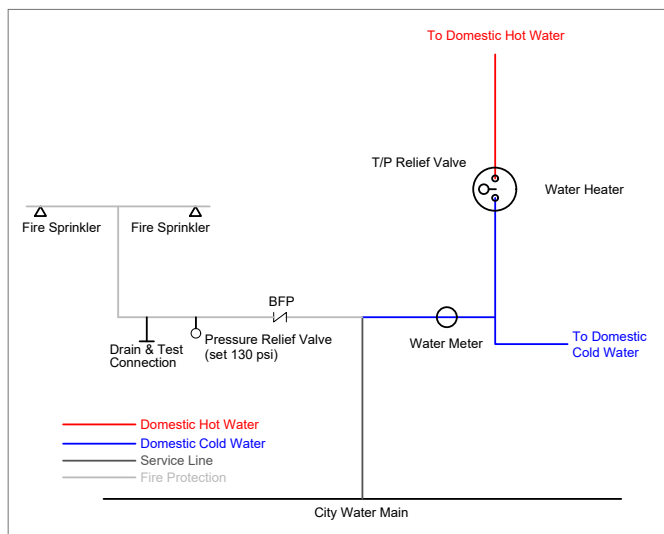 To Domestic Hot Water
T/P Relief Valve
Water Heater
Fire Sprinkler
Fire Sprinkler
BFP
Drain & Test
Connection
Pressure Relief Valve
(set 130 psi)
Water Meter
To Domestic
Cold Water
Domestic Hot Water
Domestic Cold Water
Service Line
Fire Protection
City Water Main